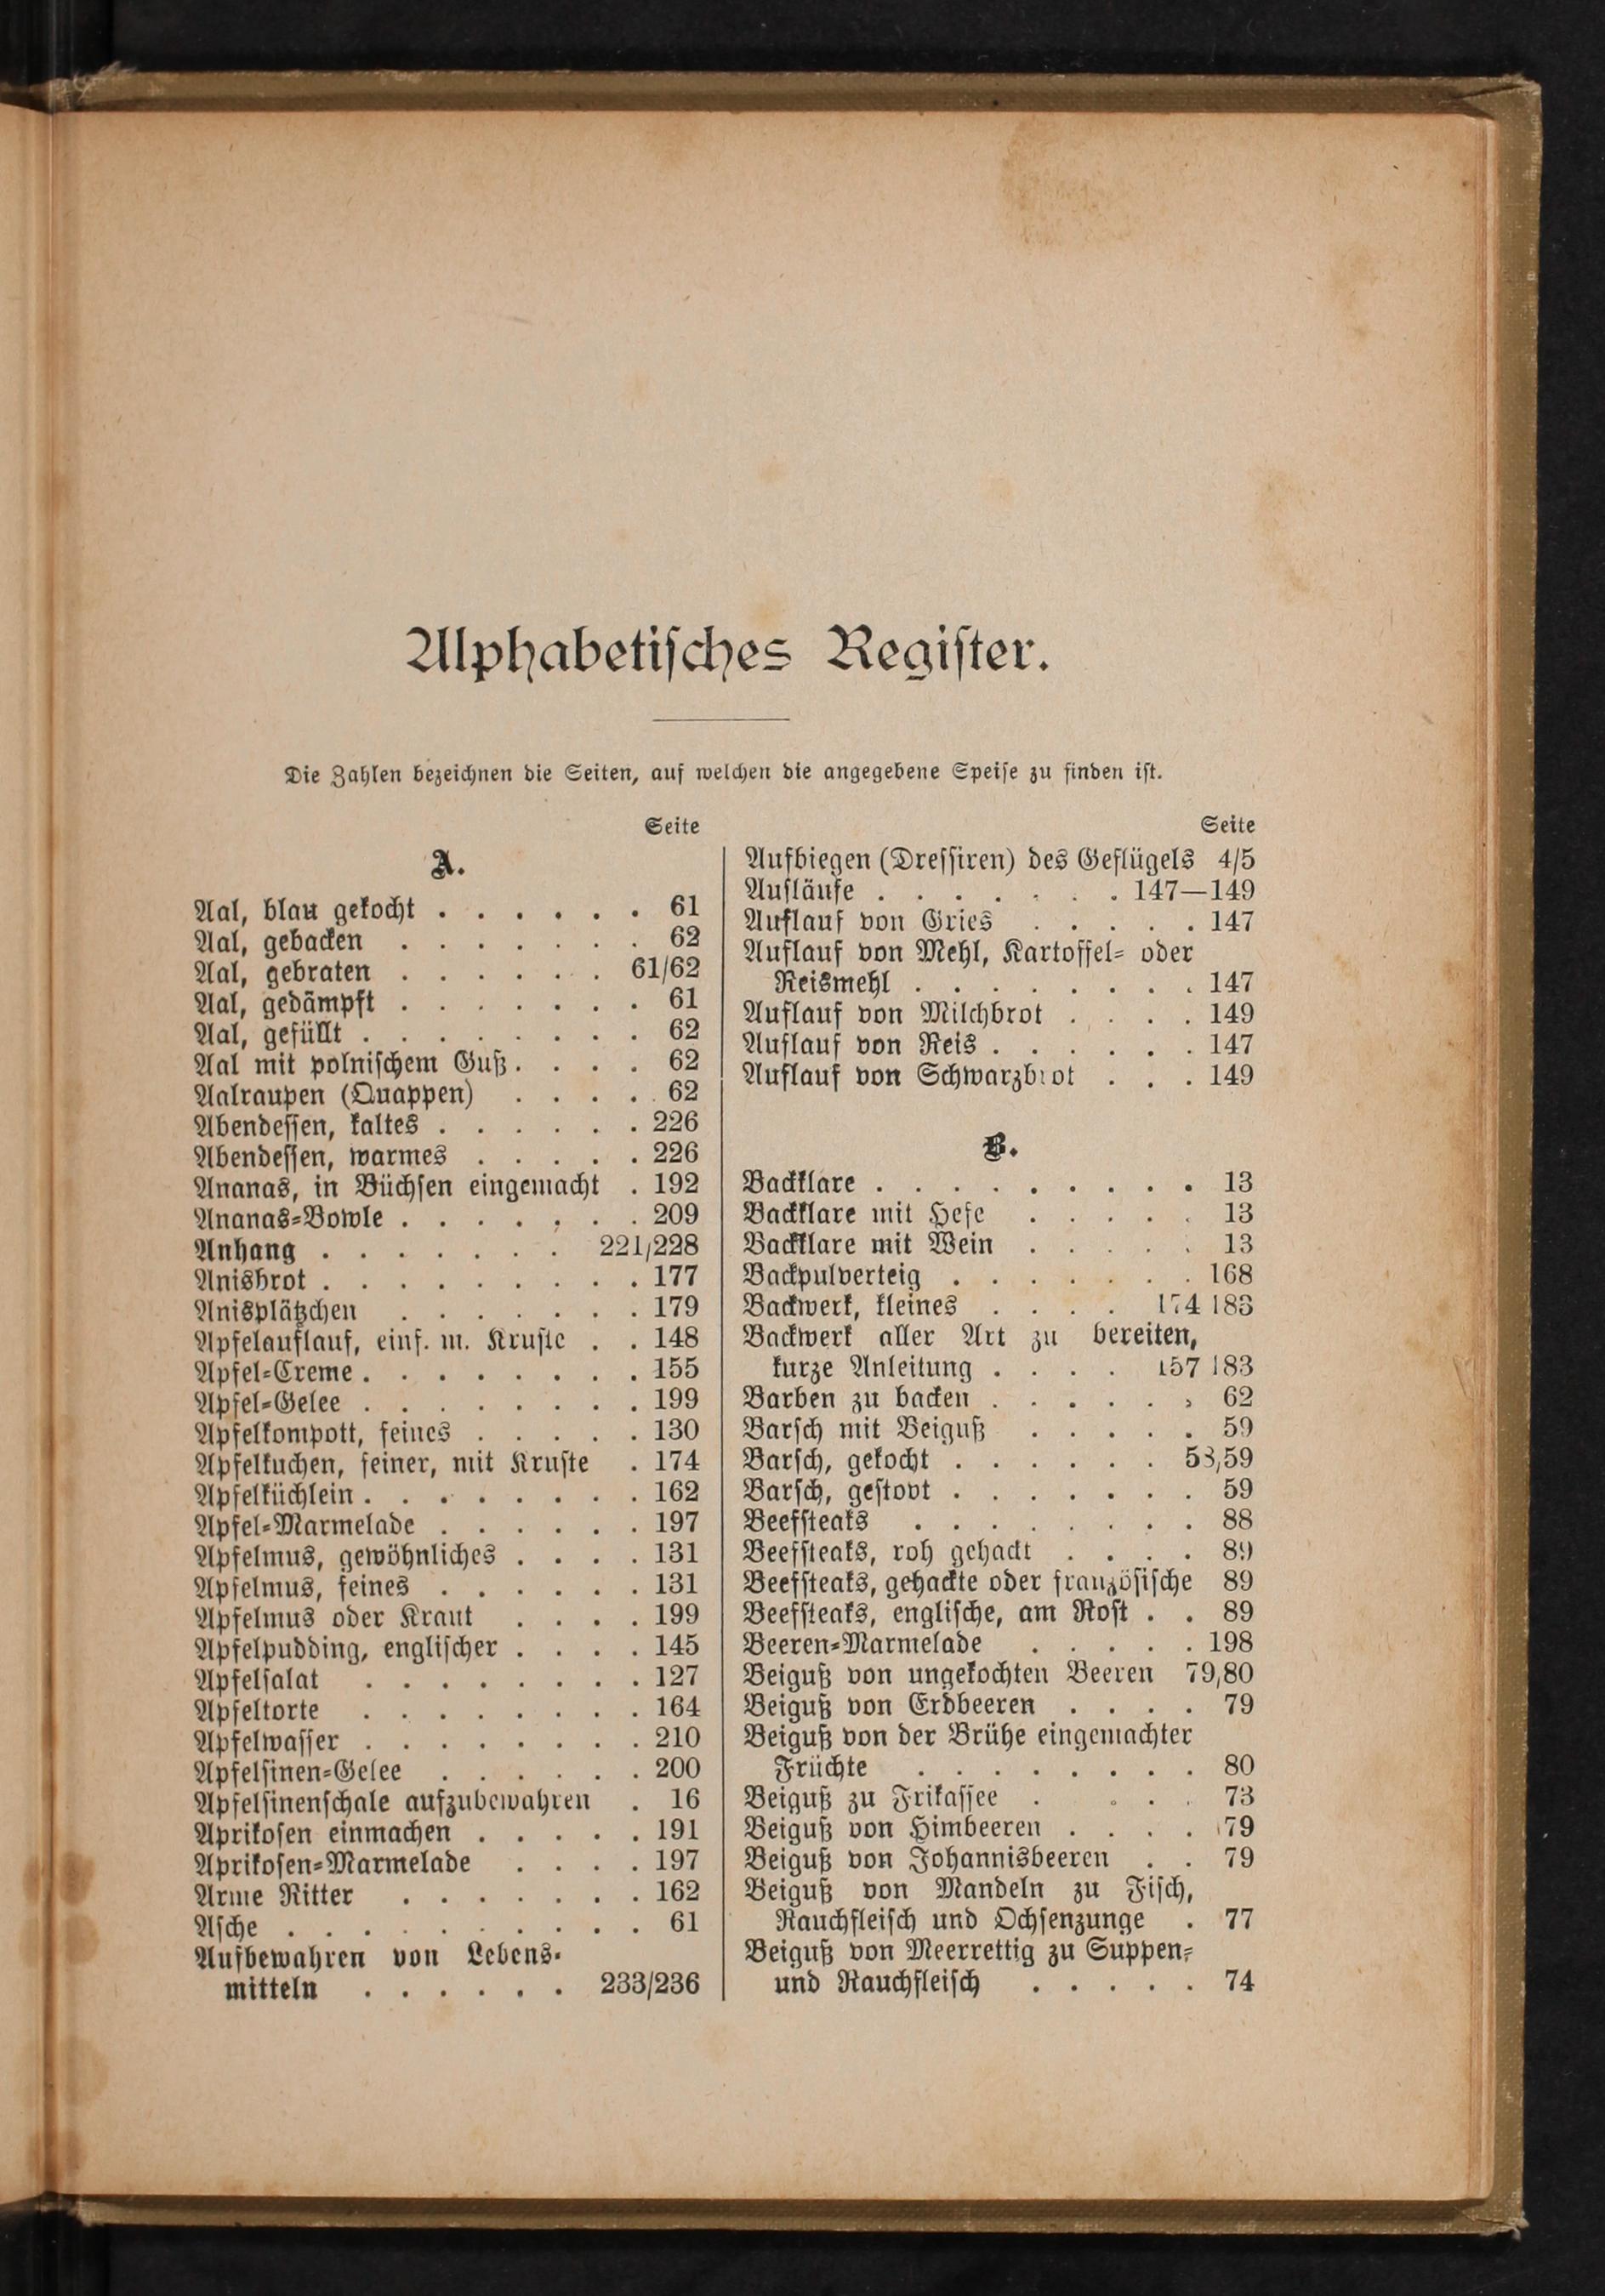 Alphabetisches Register.
Die Zahlen bezeichnen die Seiten, auf welchen die angegebene Speise zu finden ist.
Seite
A.
Aal, blau gekocht . . . . . . 61
Aal, gebacken . . . . . . . 62
Aal, gebraten . . . . . . 61/62
Aal, gedämpft . . . . . . . 61
Aal, gefüllt . . . . . . . . 62
Aal mit polnischem Guß . . . . 62
Aalraupen (Quappen) . . . . . 62
Abendessen, kaltes . . . . . . 226
Abendessen, warmes . . . . . 226
Ananas, in Büchsen eingemacht . 192
Ananas-Bowle . . . . . . . 209
Anhang . . . . . . . 221/228
Anisbrot . . . . . . . . . 177
Anisplätzchen . . . . . . . 179
Apfelauflauf, einf. m. Kruste . . 148
Apfel-Creme . . . . . . . . 155
Apfel-Gelee . . . . . . . . 199
Apfelkompott, feines . . . . . 130
Apfelkuchen, feiner, mit Kruste . 174
Apfelküchlein . . . . . . . . 162
Apfel-Marmelade . . . . . . 197
Apfelmus, gewöhnliches . . . . 131
Apfelmus, feines . . . . . . 131
Apfelmus oder Kraut . . . . 199
Apfelpudding, englischer . . . . 145
Apfelsalat . . . . . . . . 127
Apfeltorte . . . . . . . . 164
Apfelwasser . . . . . . . . 210
Apfelsinen-Gelee . . . . . . 200
Apfelsinenschale aufzubewahren . 16
Aprikosen einmachen . . . . . 191
Aprikosen-Marmelade . . . . 197
Arme Ritter . . . . . . . 162
Asche . . . . . . . . . . 61
Aufbewahren von Lebens-
mitteln . . . . . . 233/236
Seite
Aufbiegen (Dressiren) des Geflügels 4/5
Aufläufe . . . . . . . 147—149
Auflauf von Gries . . . . . 147
Auflauf von Mehl, Kartoffel- oder
Reismehl . . . . . . . . 147
Auflauf von Milchbrot . . . . 149
Auflauf von Reis . . . . . . 147
Auflauf von Schwarzbrot . . . 149
B.
Backklare . . . . . . . . . 13
Backklare mit Hefe . . . . . 13
Backklare mit Wein . . . . . 13
Backpulverteig . . . . . . . 168
Backwerk, kleines . . . . 174 183
Backwerk aller Art zu bereiten,
kurze Anleitung . . . . 157 183
Barben zu backen . . . . . . 62
Barsch mit Beiguß . . . . . 59
Barsch, gekocht . . . . . . 58,59
Barsch, gestovt . . . . . . . 59
Beefsteaks . . . . . . . . 88
Beefsteaks, roh gehackt . . . . 89
Beefsteaks, gehackte oder französische 89
Beefsteaks, englische, am Rost . . 89
Beeren-Marmelade . . . . . 198
Beiguß von ungekochten Beeren 79,80
Beiguß von Erdbeeren . . . . 79
Beiguß von der Brühe eingemachter
Früchte . . . . . . . . 80
Beiguß zu Frikassee . . . . 73
Beiguß von Himbeeren . . . . 79
Beiguß von Johannisbeeren . . 79
Beiguß von Mandeln zu Fisch,
Rauchfleisch und Ochsenzunge . 77
Beiguß von Meerrettig zu Suppen-
und Rauchfleisch . . . . . 74